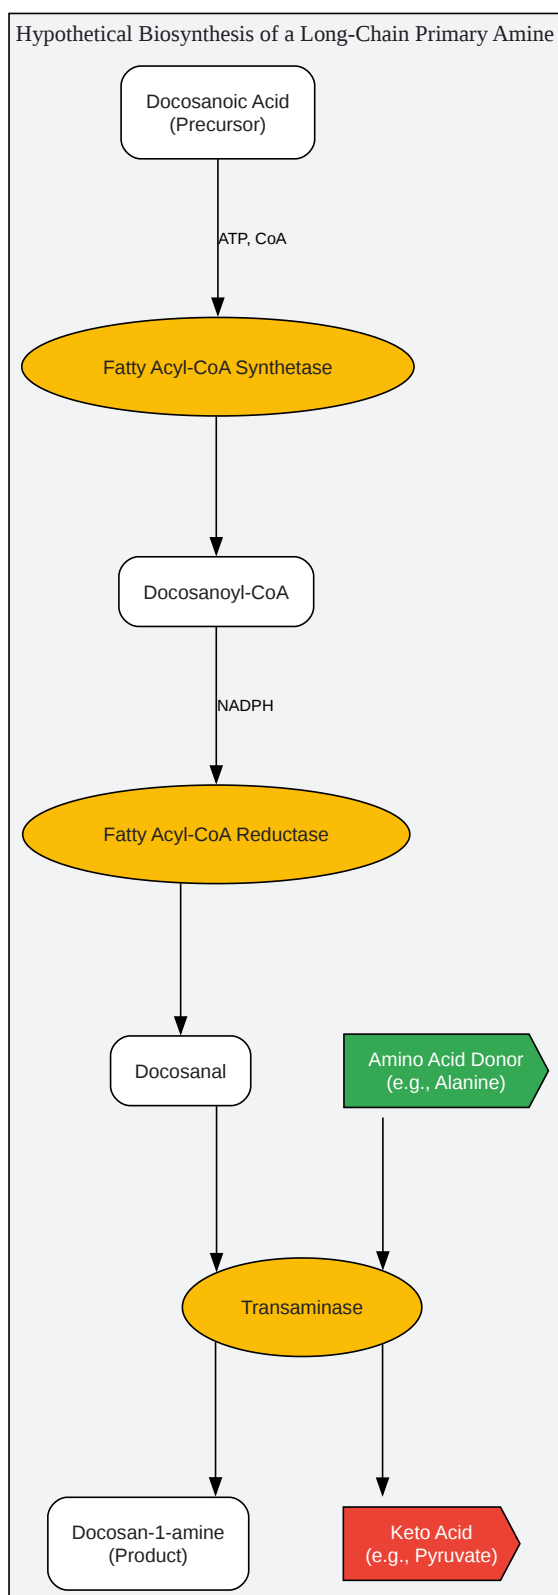 Hypothetical Biosynthesis of a Long-Chain Primary Amine
Docosanoic Acid
(Precursor)
ATP, CoA
Fatty Acyl-CoA Synthetase
Docosanoyl-CoA
NADPH
Fatty Acyl-CoA Reductase
Docosanal
Amino Acid Donor
(e.g., Alanine)
Transaminase
Docosan-1-amine
(Product)
Keto Acid
(e.g., Pyruvate)